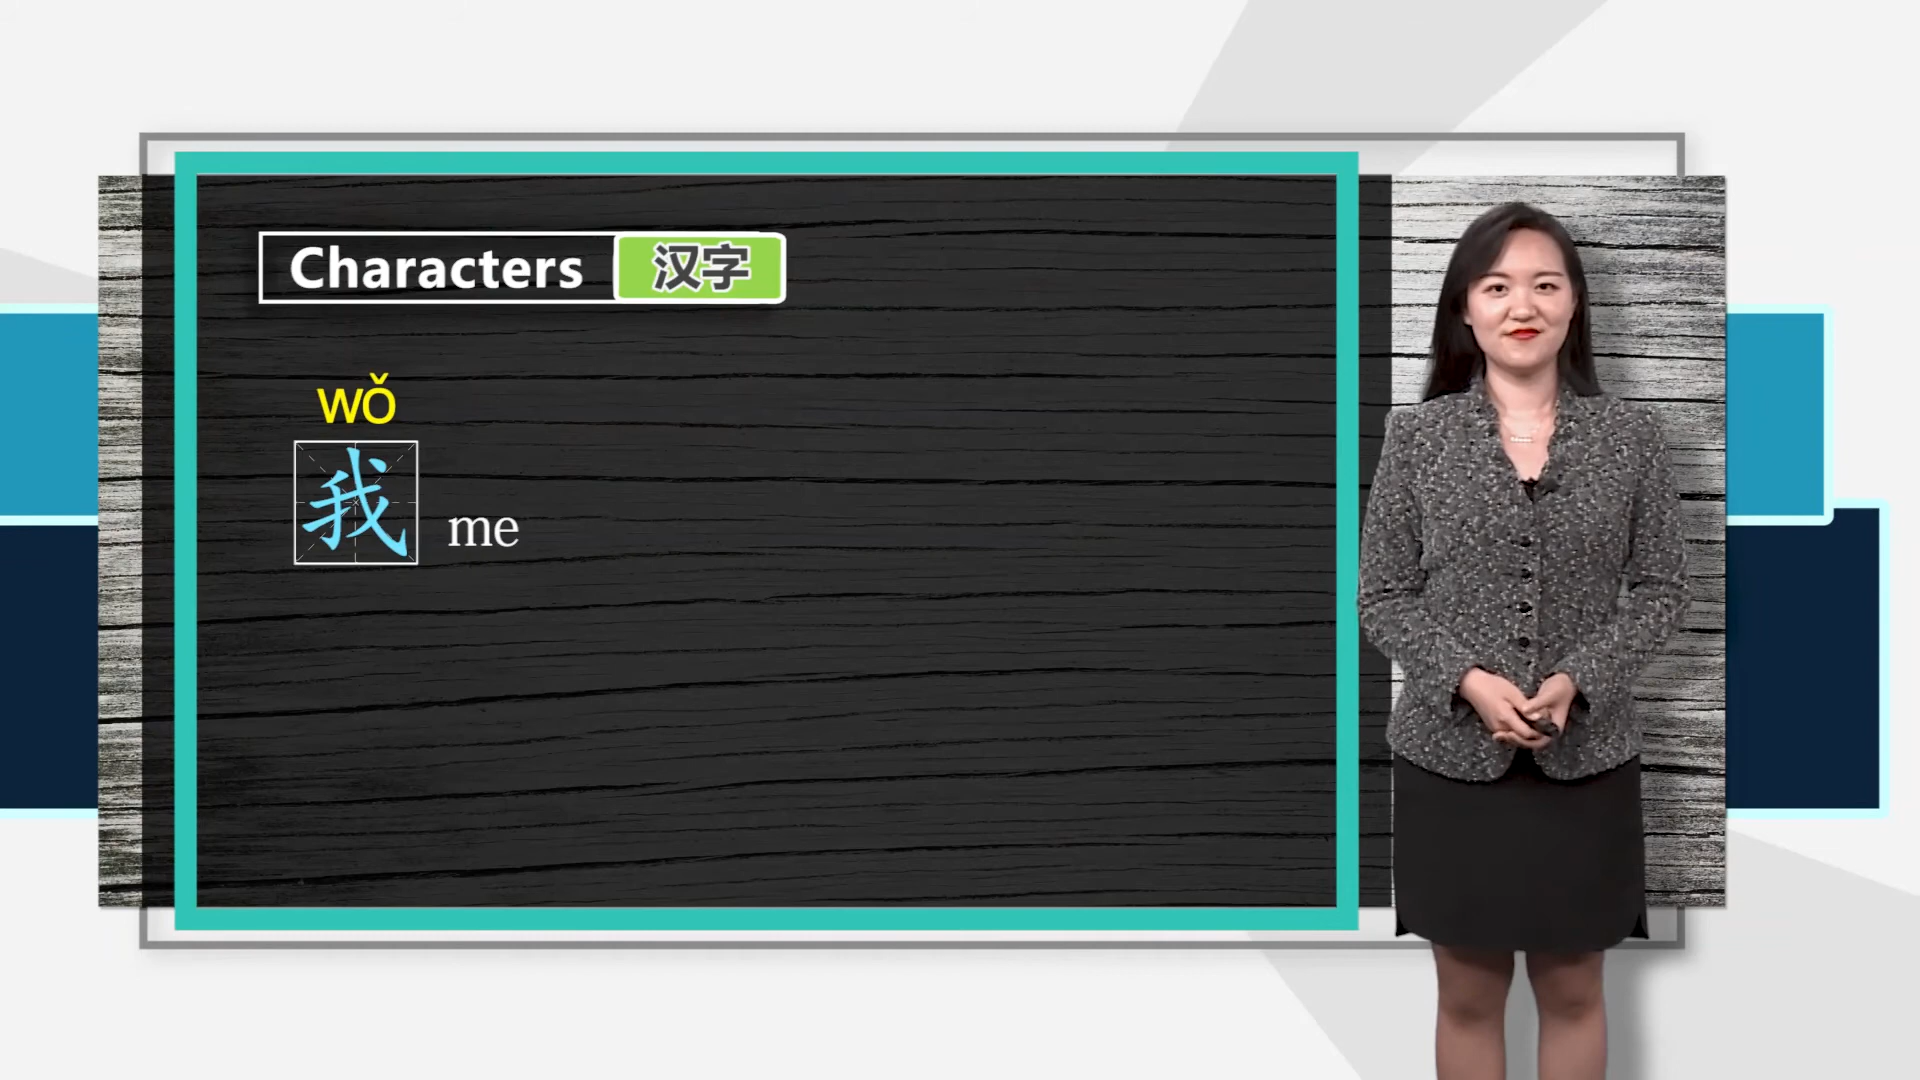 Characters 汉字
wǒ
我 me